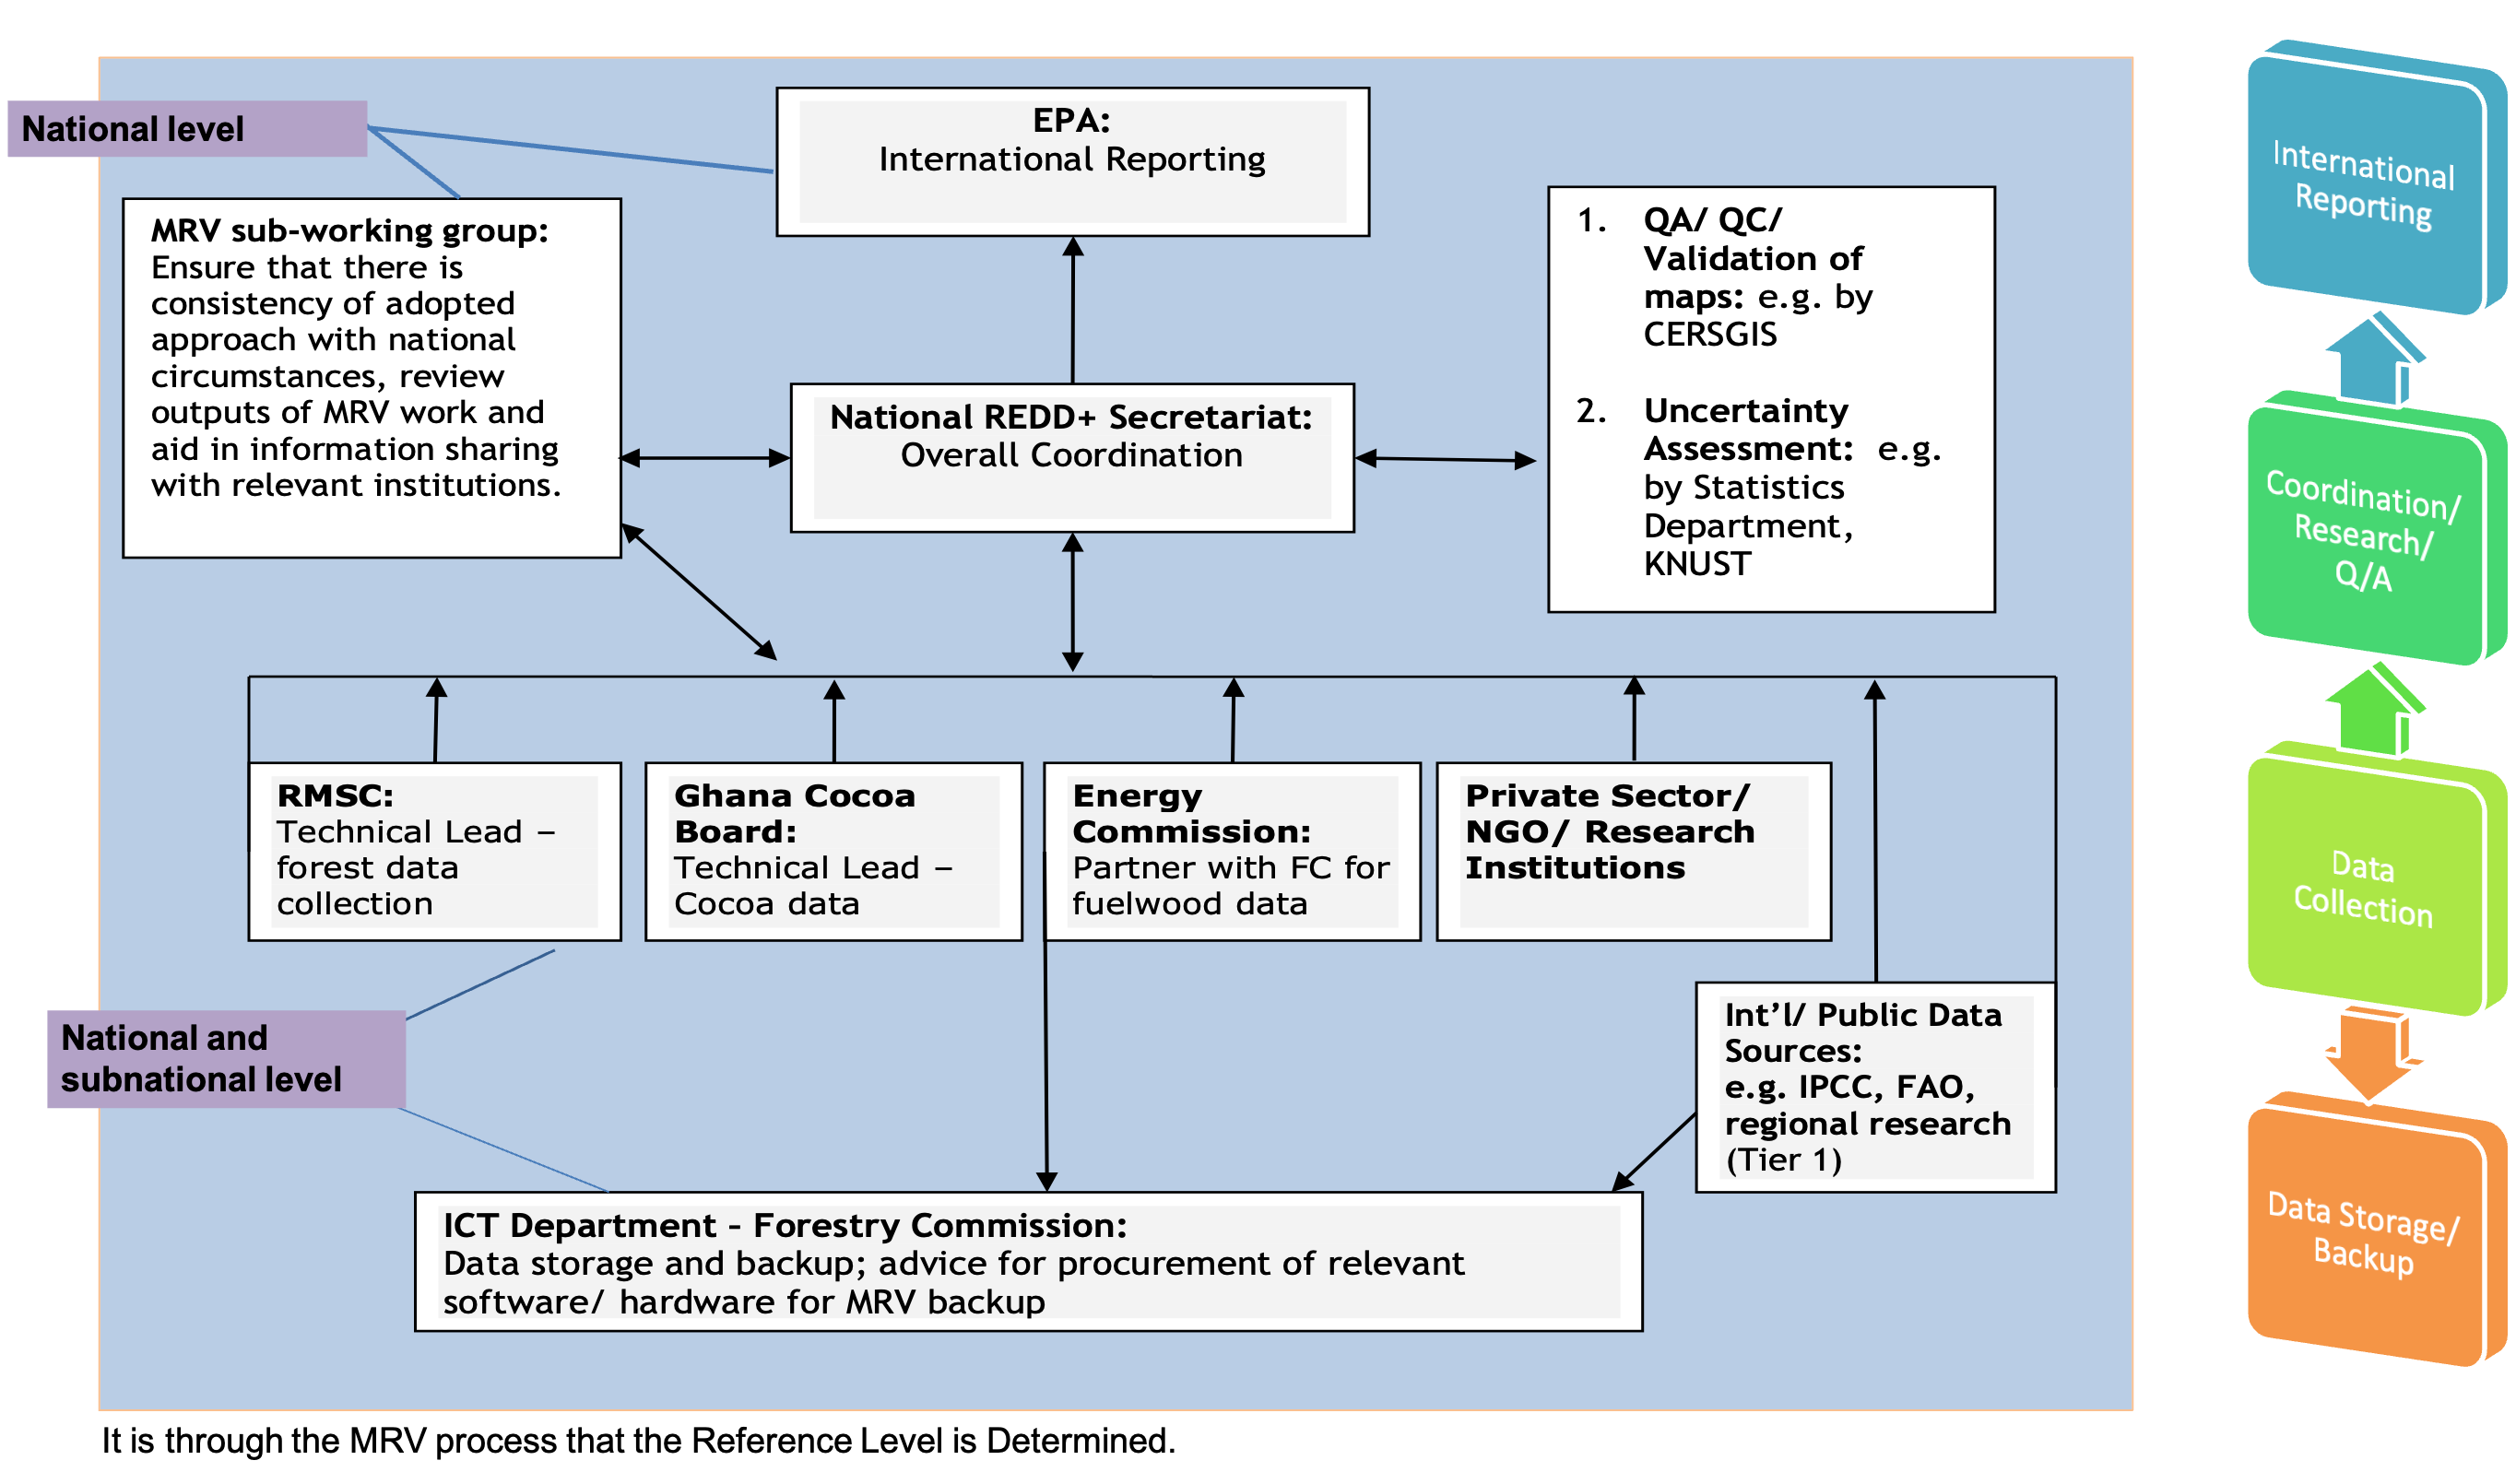 National level
EPA:
International Reporting
MRV sub-working group:
Ensure that there is
consistency of adopted
approach with national
circumstances, review
outputs of MRV work and
aid in information sharing
with relevant institutions.
National REDD+ Secretariat:
Overall Coordination
1. QA/ QC/
Validation of
maps: e.g. by
CERSGIS
2. Uncertainty
Assessment: e.g.
by Statistics
Department,
KNUST
RMSC:
Technical Lead –
forest data
collection
Ghana Cocoa
Board:
Technical Lead –
Cocoa data
Energy
Commission:
Partner with FC for
fuelwood data
Private Sector/
NGO/ Research
Institutions
National and
subnational level
Int’l/ Public Data
Sources:
e.g. IPCC, FAO,
regional research
(Tier 1)
ICT Department - Forestry Commission:
Data storage and backup; advice for procurement of relevant
software/ hardware for MRV backup
International
Reporting
Coordination/
Research/
Q/A
Data
Collection
Data Storage/
Backup
It is through the MRV process that the Reference Level is Determined.